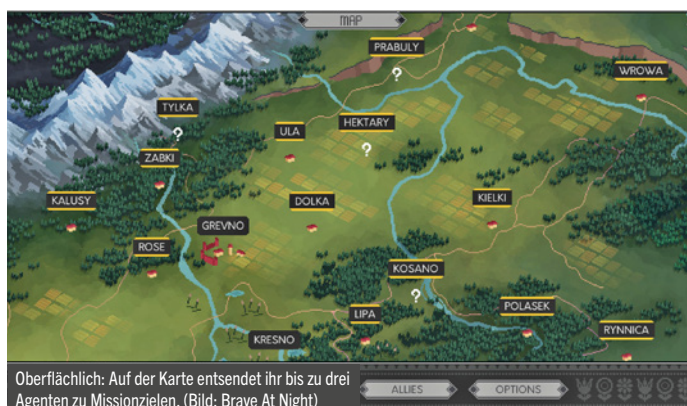 MAP
PRABULY
?
WROWA
TYLKA
?
ULA
HEKTARY
?
ZABKI
KALUSY
DOLKA
KIELKI
GREVNO
ROSE
KOSANO
?
LIPA
POLASEK
KRESNO
RYNNICA
Oberflächlich: Auf der Karte entsendet ihr bis zu drei
Agenten zu Missionzielen. (Bild: Brave At Night)
ALLIES
OPTIONS